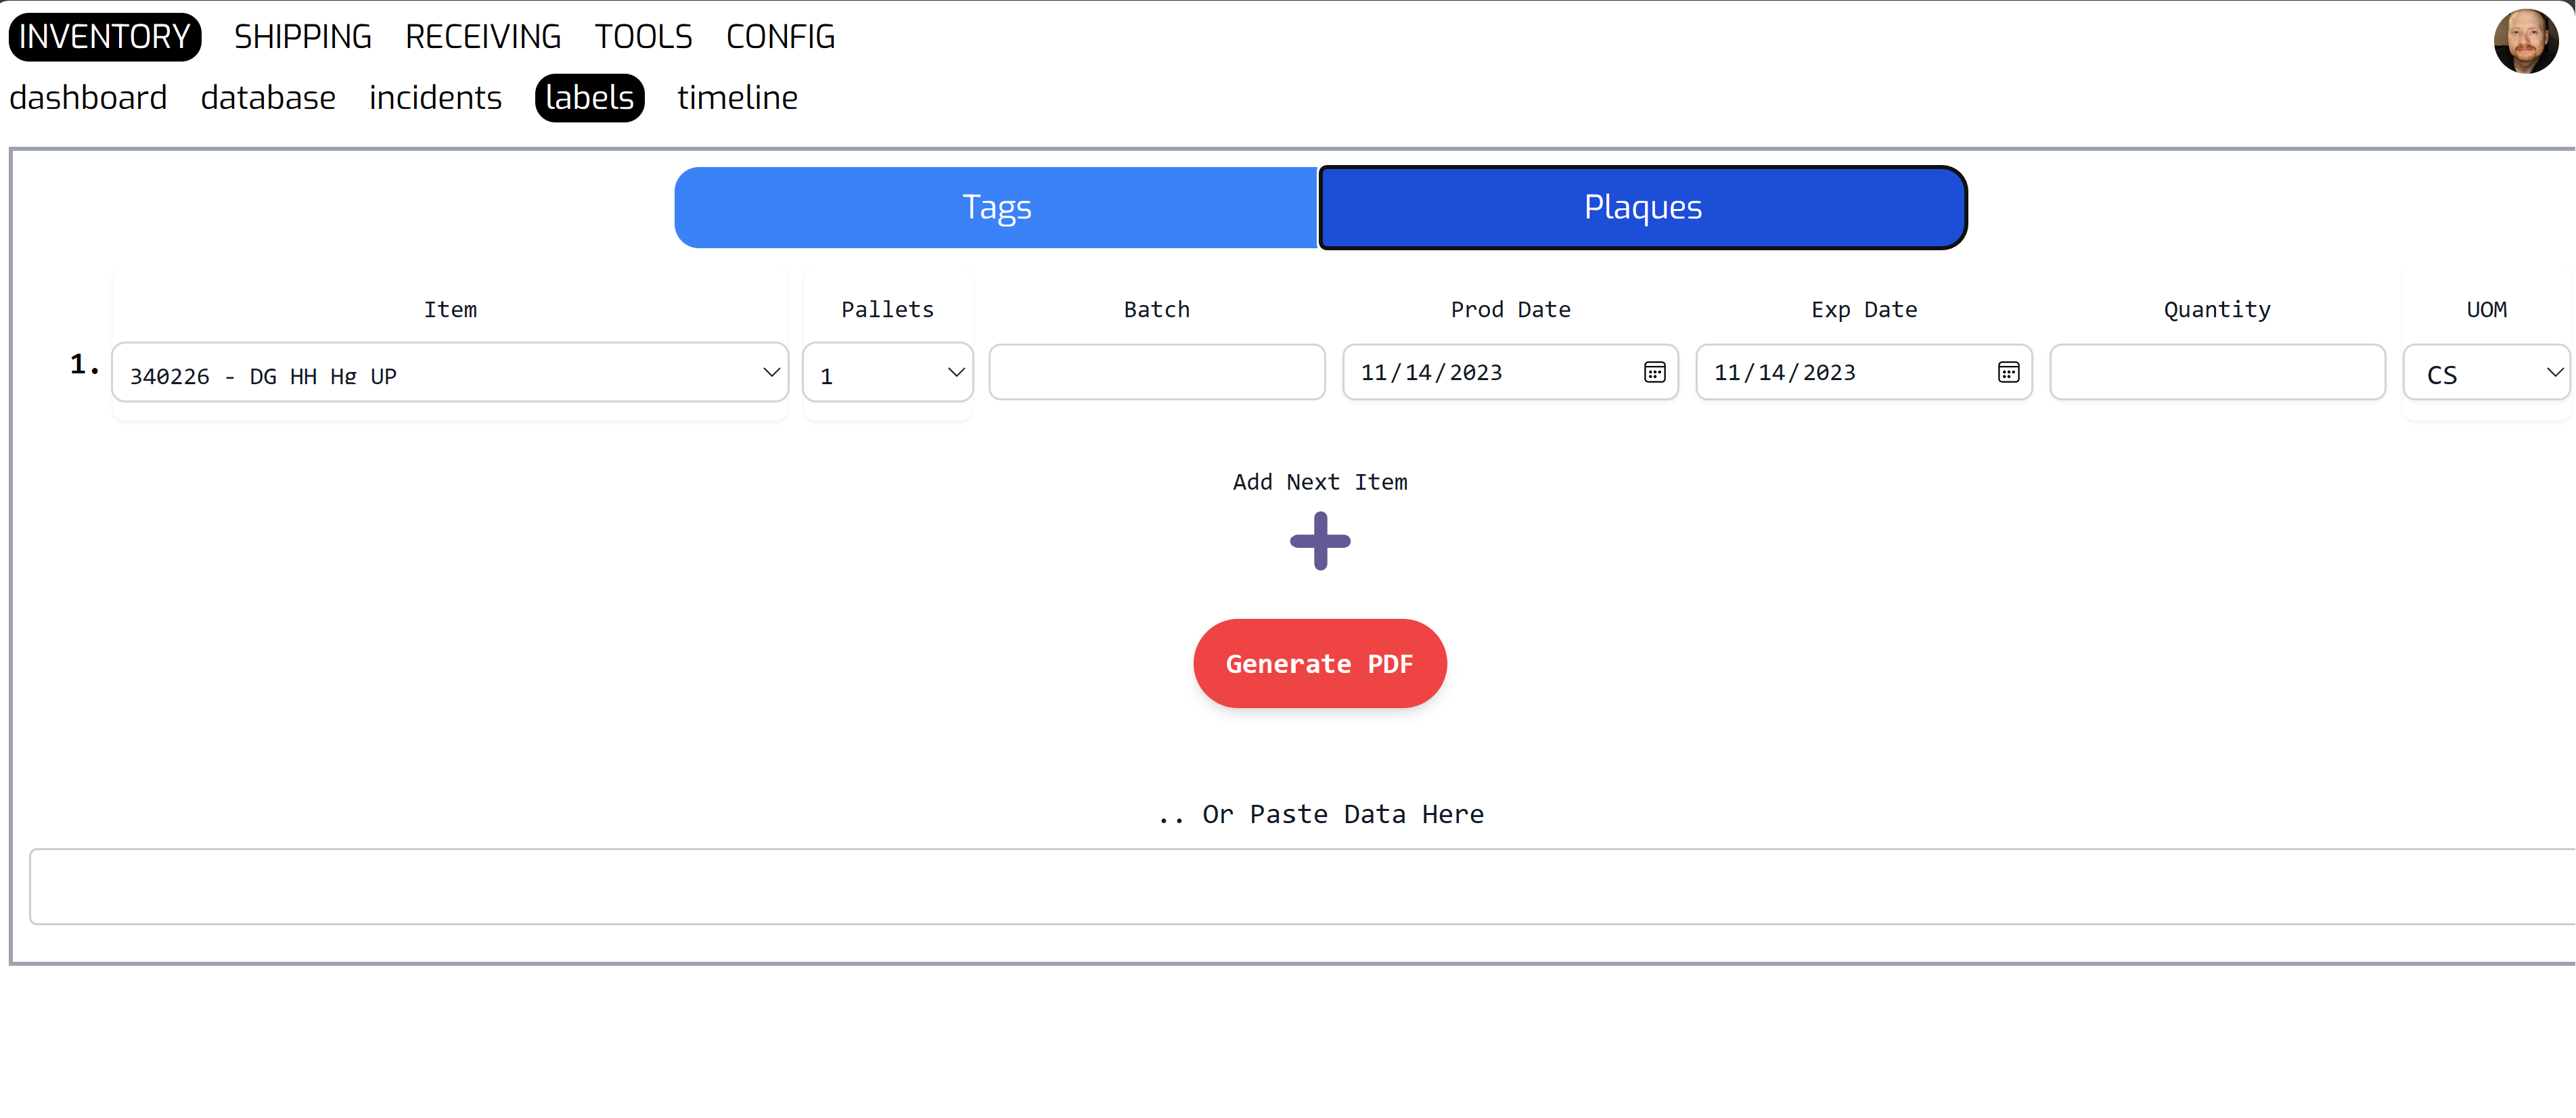 INVENTORY SHIPPING RECEIVING TOOLS CONFIG
dashboard database incidents labels timeline
Tags Plaques
Item Pallets Batch Prod Date Exp Date Quantity UOM
1. 340226 - DG HH Hg UP 1 11/14/2023 11/14/2023 CS
Add Next Item
Generate PDF
.. Or Paste Data Here